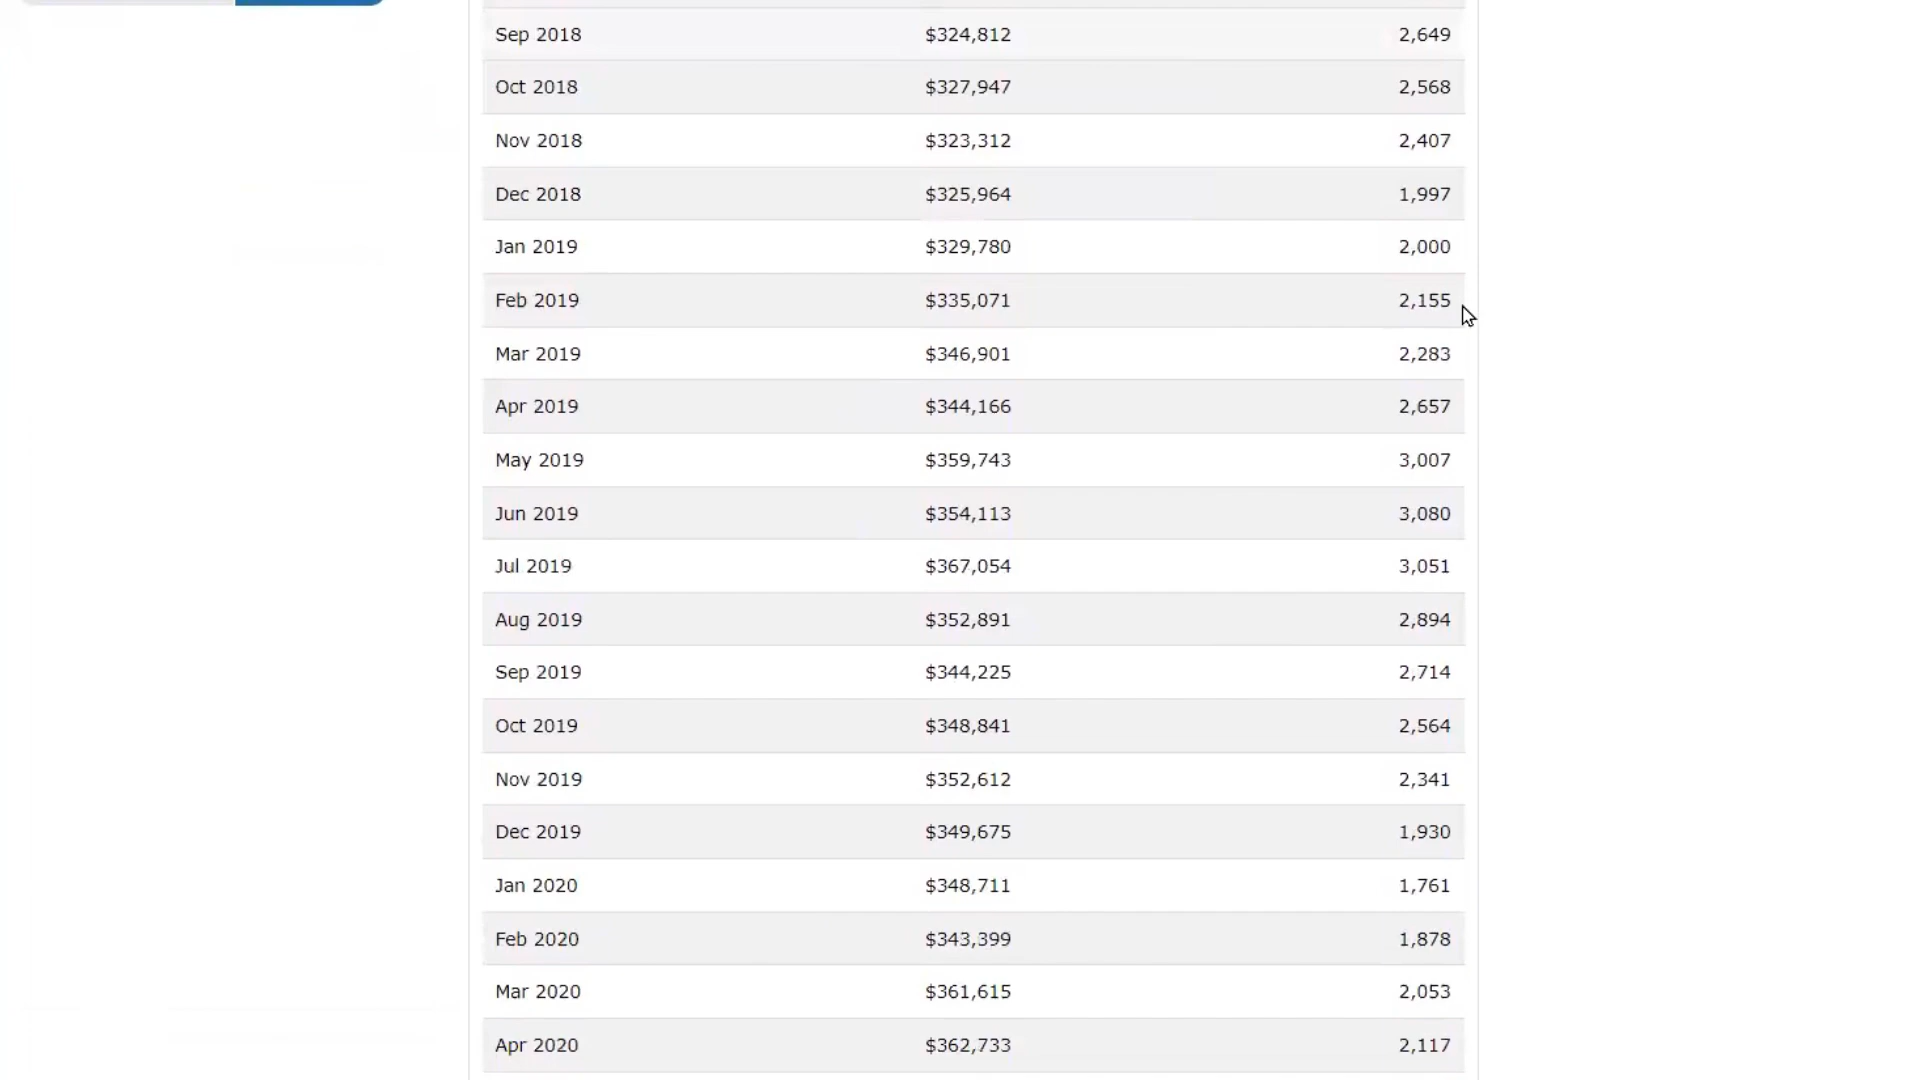 Sep 2018 $324,812 2,649
Oct 2018 $327,947 2,568
Nov 2018 $323,312 2,407
Dec 2018 $325,964 1,997
Jan 2019 $329,780 2,000
Feb 2019 $335,071 2,155
Mar 2019 $346,901 2,283
Apr 2019 $344,166 2,657
May 2019 $359,743 3,007
Jun 2019 $354,113 3,080
Jul 2019 $367,054 3,051
Aug 2019 $352,891 2,894
Sep 2019 $344,225 2,714
Oct 2019 $348,841 2,564
Nov 2019 $352,612 2,341
Dec 2019 $349,675 1,930
Jan 2020 $348,711 1,761
Feb 2020 $343,399 1,878
Mar 2020 $361,615 2,053
Apr 2020 $362,733 2,117